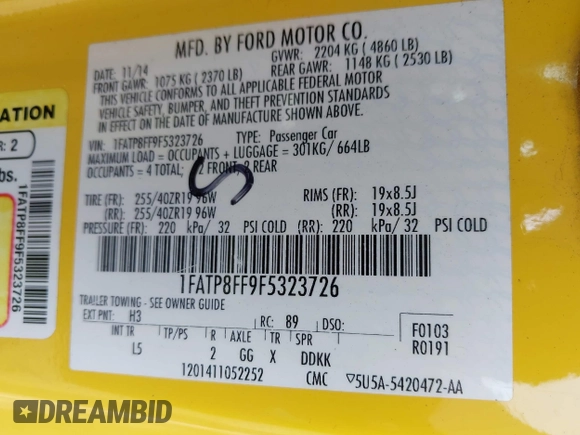 MFD. BY FORD MOTOR CO.
DATE: 11/14
GVWR: 2204 KG ( 4860 LB)
FRONT GAWR: 1075 KG ( 2370 LB)
REAR GAWR: 1148 KG ( 2530 LB)
THIS VEHICLE CONFORMS TO ALL APPLICABLE FEDERAL MOTOR
VEHICLE SAFETY, BUMPER, AND THEFT PREVENTION STANDARDS
IN EFFECT ON THE DATE OF MANUFACTURE SHOWN ABOVE.
VIN: 1FATP8FF9F5323726 TYPE: Passenger Car
MAXIMUM LOAD = OCCUPANTS + LUGGAGE = 301KG/ 664LB
OCCUPANTS = 4 TOTAL; 2 FRONT, 2 REAR
TIRE (FR): 255/40ZR19 96W RIMS (FR): 19x8.5J
(RR): 255/40ZR19 96W (RR): 19x8.5J
PRESSURE (FR): 220 kPa/ 32 PSI COLD (RR): 220 kPa/ 32 PSI COLD
1FATP8FF9F5323726
TRAILER TOWING - SEE OWNER GUIDE
EXT PNT: H3 RC: 89 DSO: F0103
INT TR TP/PS R AXLE TR SPR R0191
L5 2 GG X DDKK
1201411052252 CMC 5U5A-5420472-AA
ATION
R: 2
bs.
1FATP8FF9F5323726
S
DREAMBID